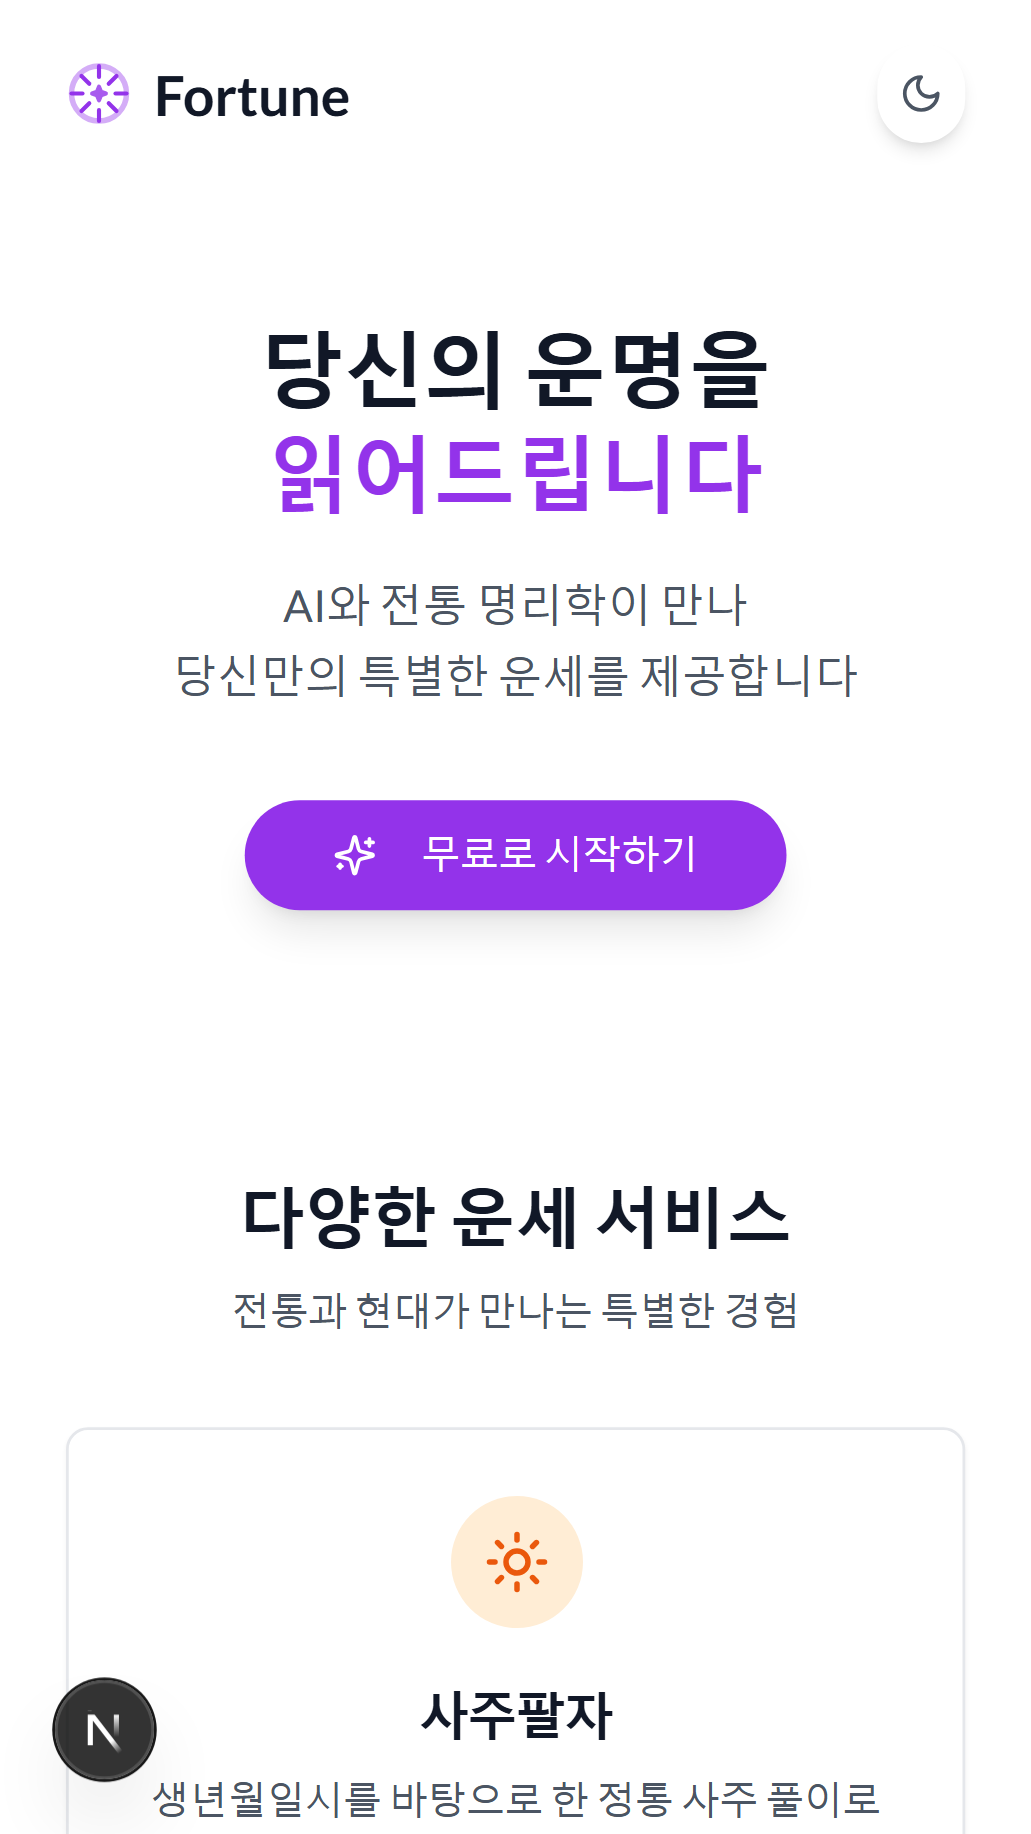 Fortune
당신의 운명을
읽어드립니다
AI와 전통 명리학이 만나
당신만의 특별한 운세를 제공합니다
무료로 시작하기
다양한 운세 서비스
전통과 현대가 만나는 특별한 경험
사주팔자
N
생년월일시를 바탕으로 한 정통 사주 풀이로